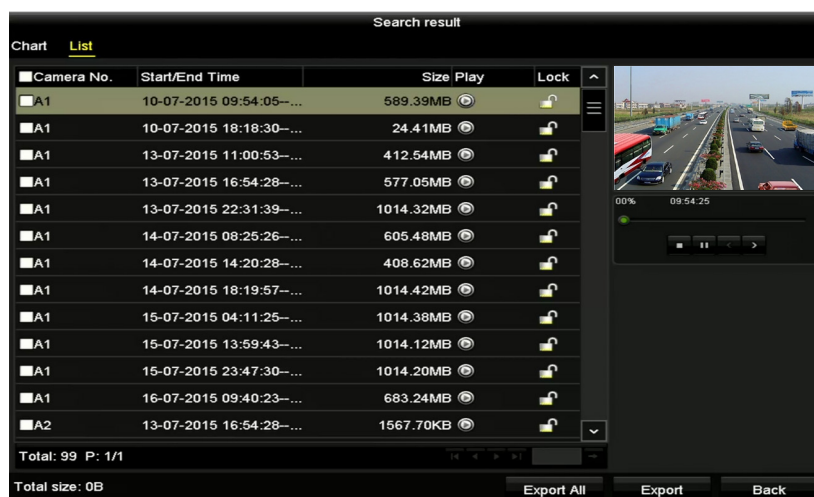 Search result
Chart List
Camera No. Start/End Time Size Play Lock
A1 10-07-2015 09:54:05--... 589.39MB
A1 10-07-2015 18:18:30--... 24.41MB
A1 13-07-2015 11:00:53--... 412.54MB
A1 13-07-2015 16:54:28--... 577.05MB
A1 13-07-2015 22:31:39--... 1014.32MB
A1 14-07-2015 08:25:26--... 605.48MB
A1 14-07-2015 14:20:28--... 408.62MB
A1 14-07-2015 18:19:57--... 1014.42MB
A1 15-07-2015 04:11:25--... 1014.38MB
A1 15-07-2015 13:59:43--... 1014.12MB
A1 15-07-2015 23:47:30--... 1014.20MB
A1 16-07-2015 09:40:23--... 683.24MB
A2 13-07-2015 16:54:28--... 1567.70KB
00% 09:54:25
Total: 99 P: 1/1
Total size: 0B
Export All Export Back